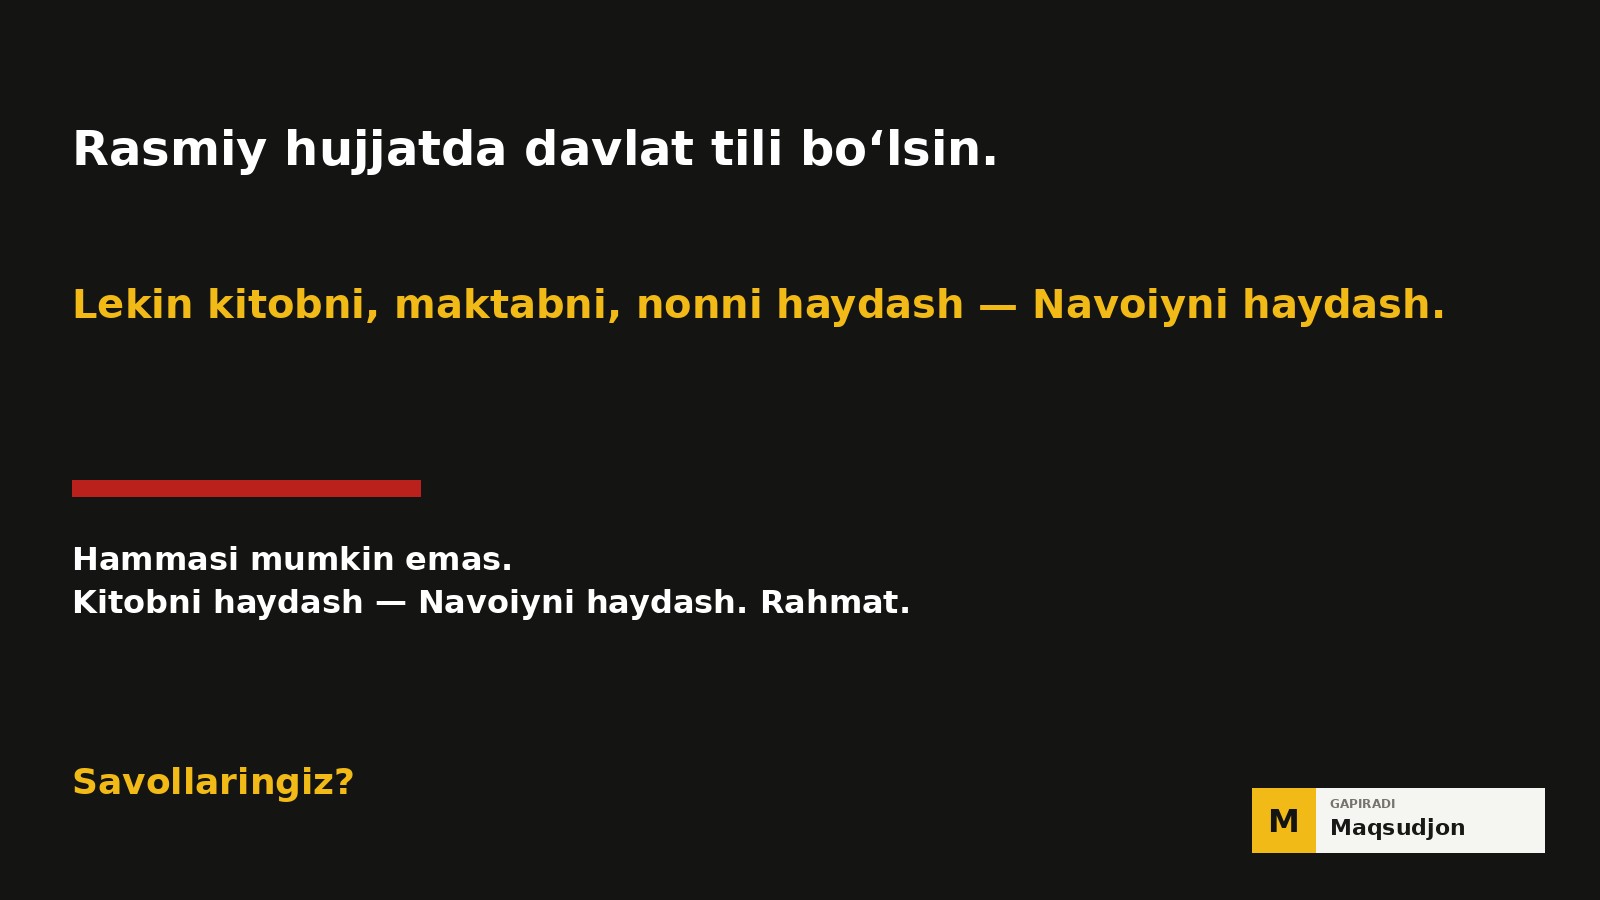 Rasmiy hujjatda davlat tili bo‘lsin.
Lekin kitobni, maktabni, nonni haydash — Navoiyni haydash.
Hammasi mumkin emas.
Kitobni haydash — Navoiyni haydash. Rahmat.
Savollaringiz?
M
GAPIRADI
Maqsudjon